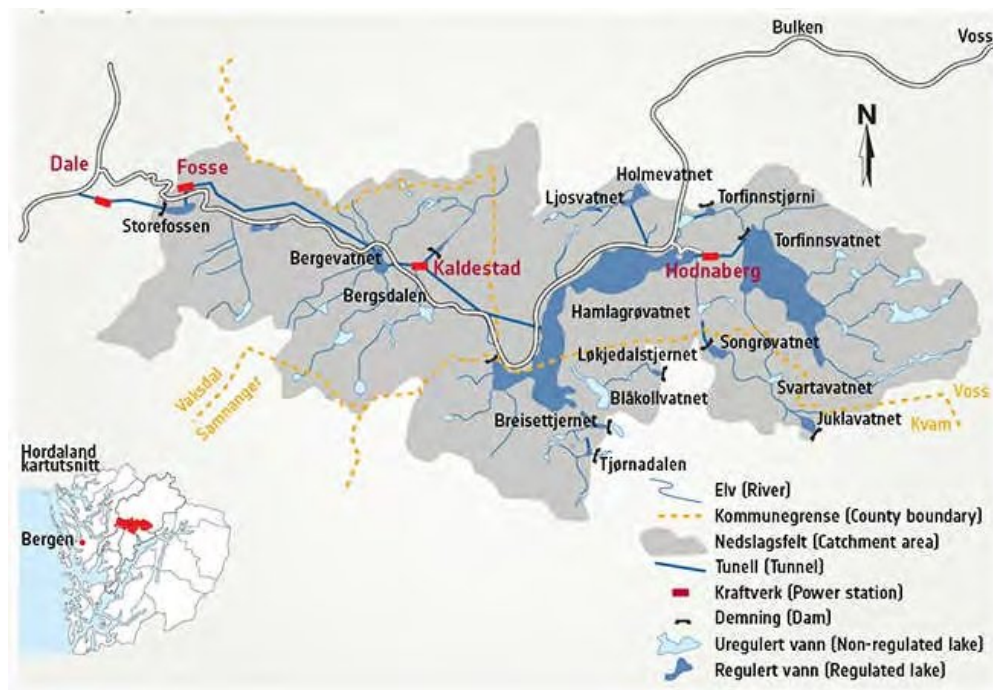 Bulken
Voss
N
Dale
Fosse
Storefossen
Holmevatnet
Ljosvatnet
Torfinnstjørni
Torfinnsvatnet
Bergevatnet
Kaldestad
Hodnaberg
Bergsdalen
Hamlagrøvatnet
Songrøvatnet
Løkjedalstjernet
Svartavatnet
Blåkollvatnet
Vaksdal
Samnanger
Voss
Kvam
Breisettjernet
Juklavatnet
Tjørnadalen
Hordaland
kartutsnitt
Bergen
Elv (River)
Kommunegrense (County boundary)
Nedslagsfelt (Catchment area)
Tunell (Tunnel)
Kraftverk (Power station)
Demning (Dam)
Uregulert vann (Non-regulated lake)
Regulert vann (Regulated lake)